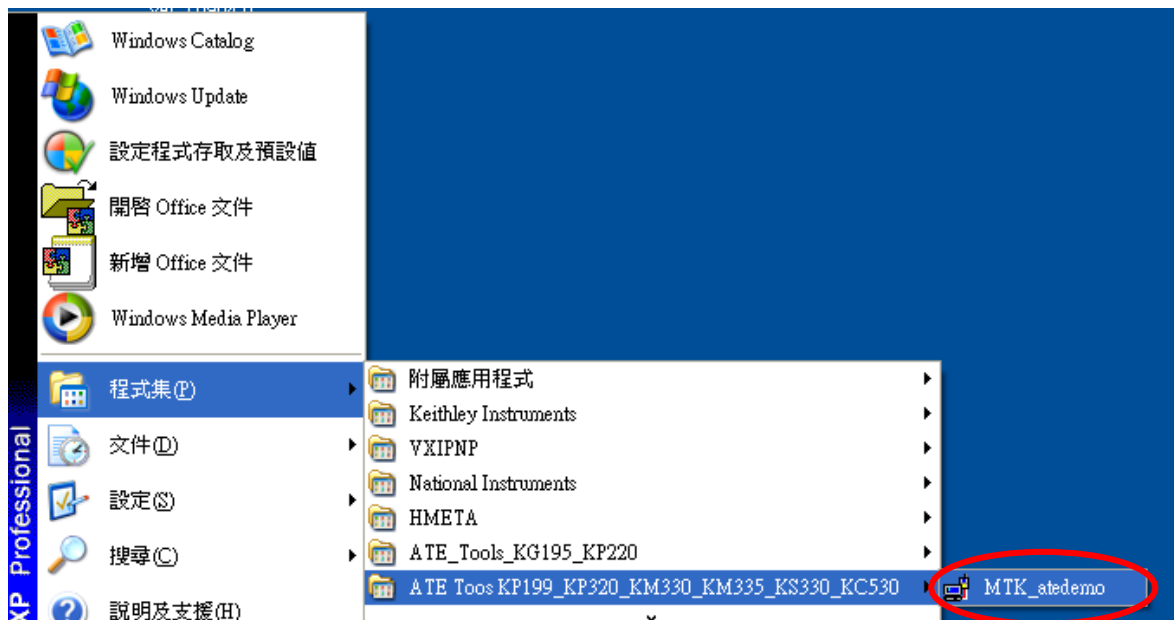 Windows Catalog
Windows Update
設定程式存取及預設值
開啓 Office 文件
新增 Office 文件
Windows Media Player
程式集(P)
文件(D)
設定(S)
搜尋(C)
說明及支援(H)
XP Professional
附屬應用程式
Keithley Instruments
VXIPNP
National Instruments
HMETA
ATE_Tools_KG195_KP220
ATE Toos KP199_KP320_KM330_KM335_KS330_KC530
MTK_atedemo